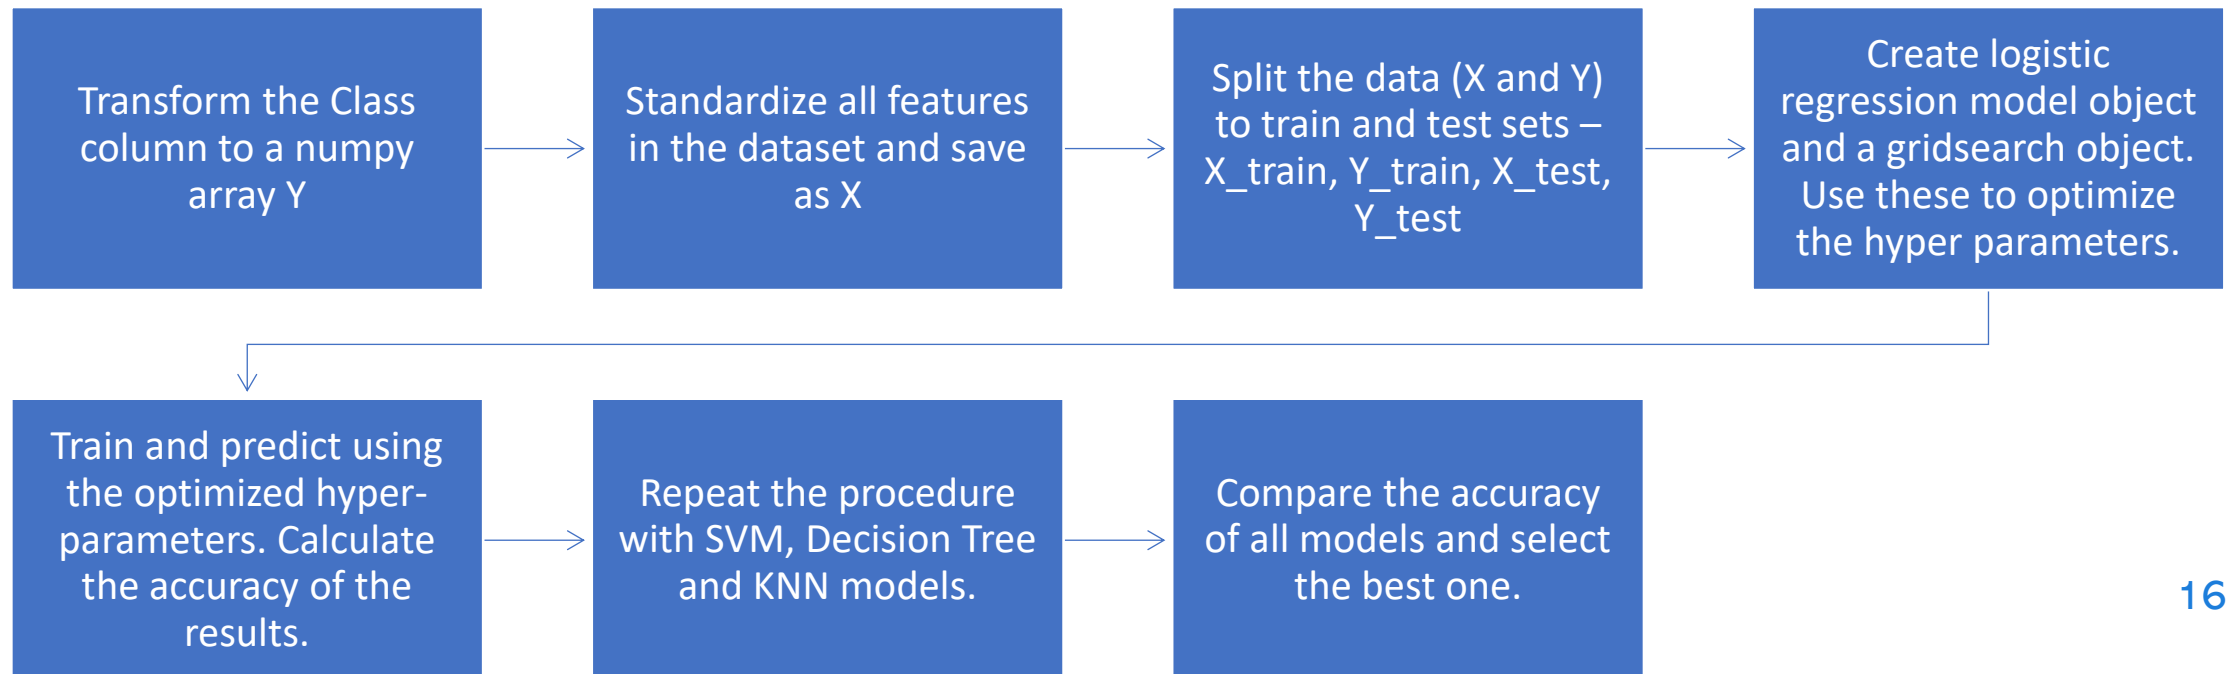 Transform the Class
column to a numpy
array Y
Standardize all features
in the dataset and save
as X
Split the data (X and Y)
to train and test sets –
X_train, Y_train, X_test,
Y_test
Create logistic
regression model object
and a gridsearch object.
Use these to optimize
the hyper parameters.
Train and predict using
the optimized hyper-
parameters. Calculate
the accuracy of the
results.
Repeat the procedure
with SVM, Decision Tree
and KNN models.
Compare the accuracy
of all models and select
the best one.
16